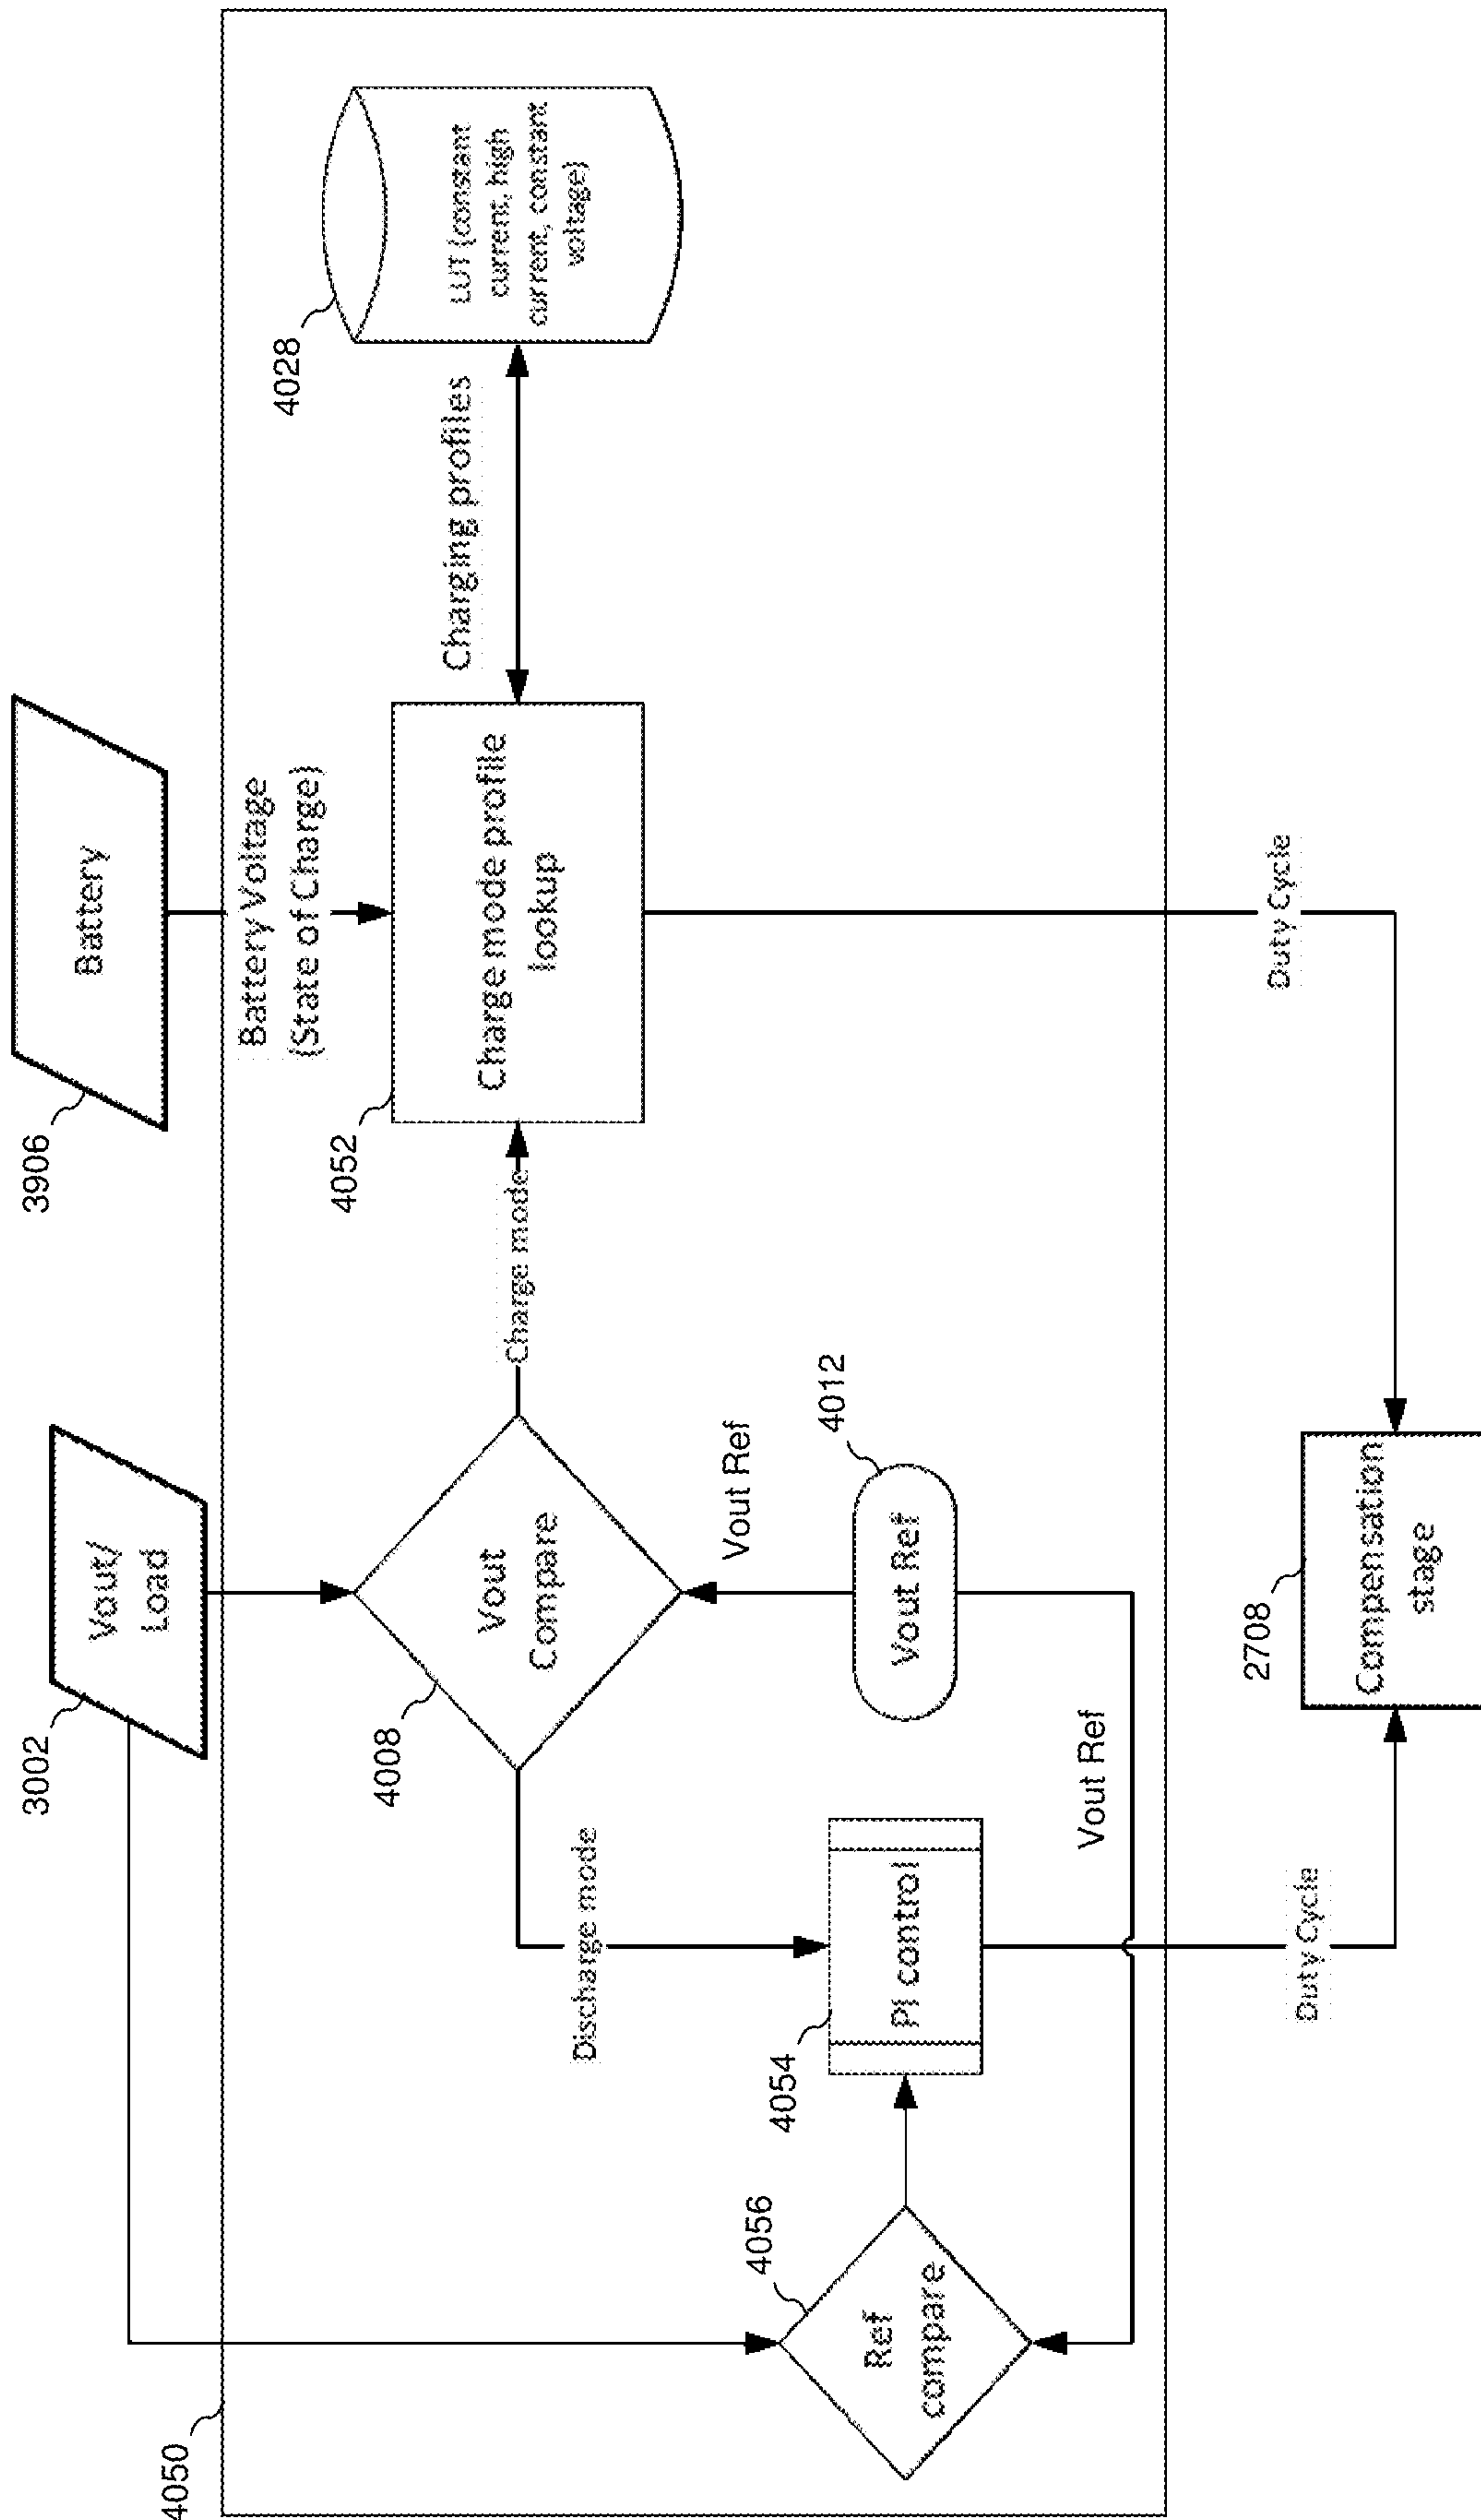 4050
3002
Vout/
Load
3906
Battery
Battery Voltage
(State of Charge)
4008
Vout
Compare
Charge mode
4052
Charge mode profile
lookup
Charging profiles
4028
LUT (constant
current, high
current, constant
voltage)
Discharge mode
Vout Ref
4012
Vout Ref
4056
Ref
compare
4054
PI control
Vout Ref
Duty Cycle
Duty Cycle
2708
Compensation
stage